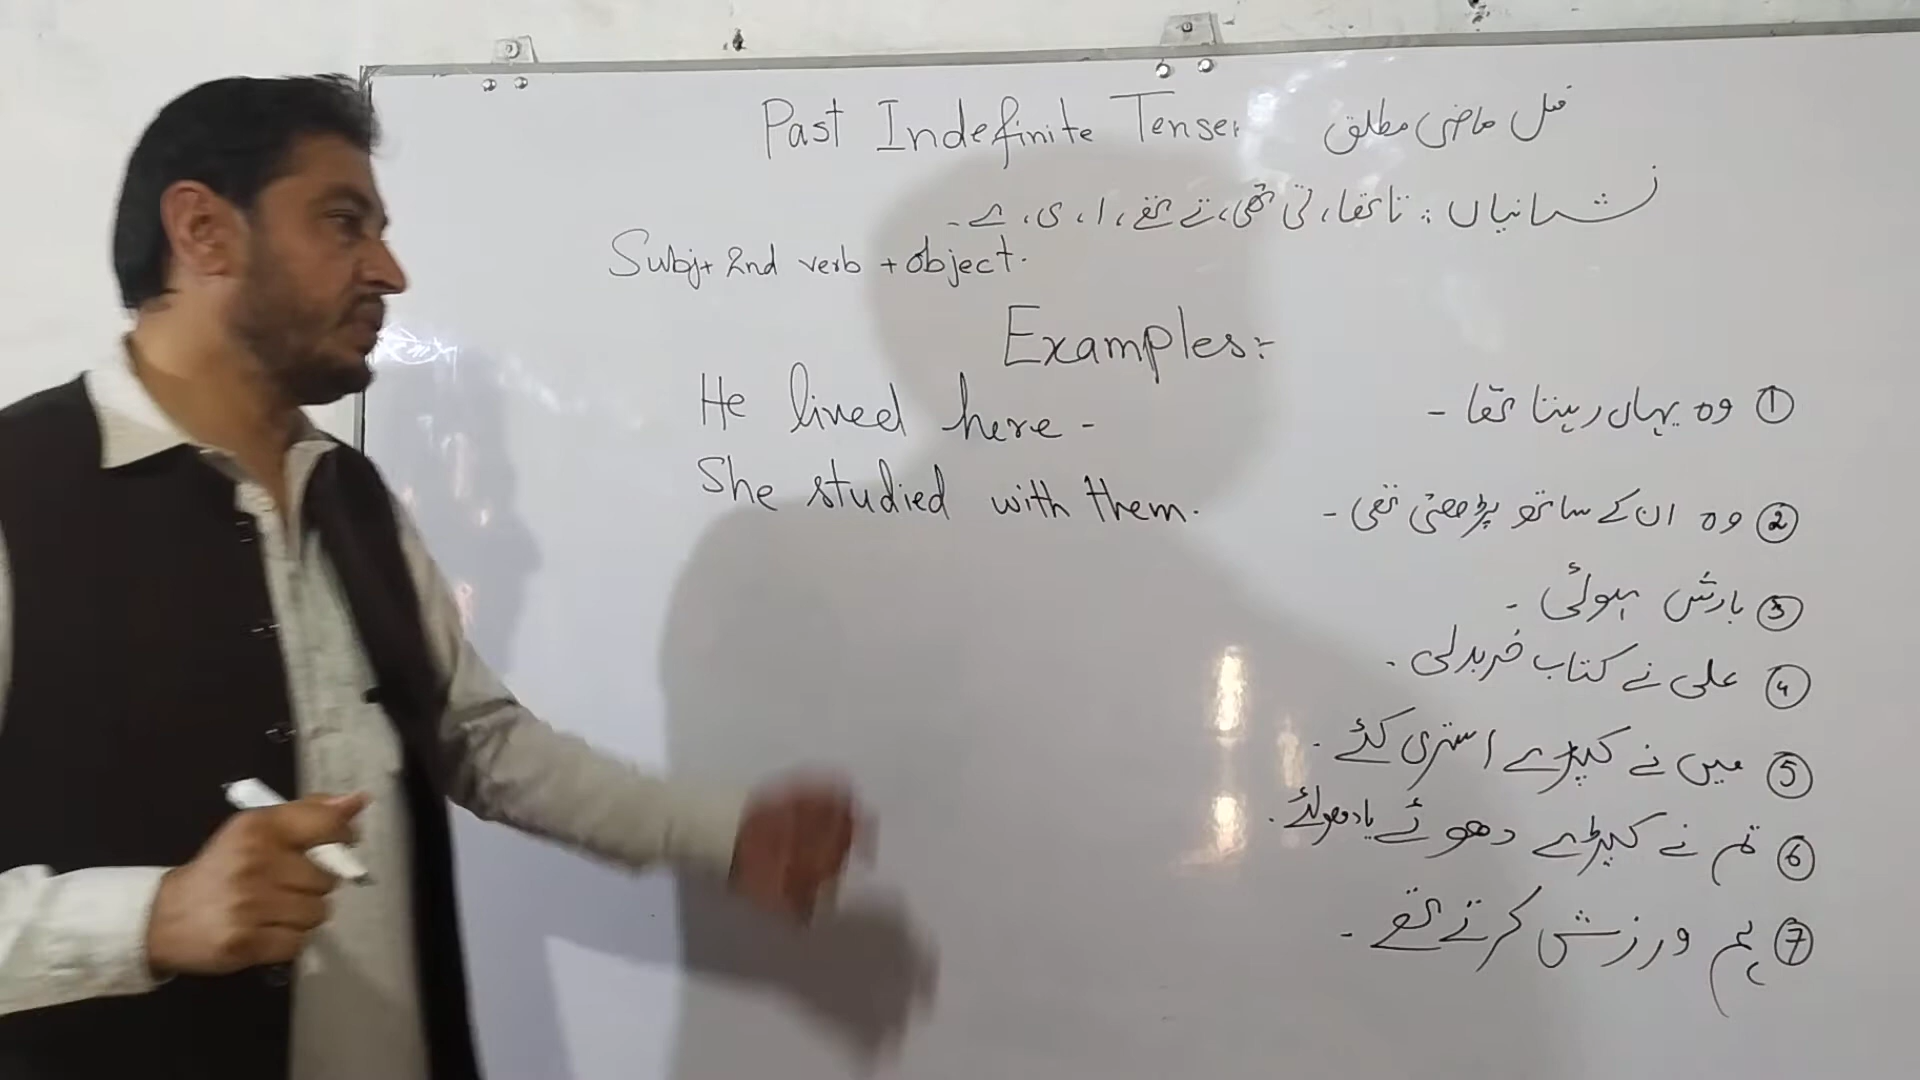 Past Indefinite Tense: فعل ماضی مطلق
نشانیاں: تا تھا، تی تھی، تے تھے، ا، ی، ے۔
Subj+ 2nd verb + object.
Examples:-
He lived here - ① وہ یہاں رہتا تھا -
She studied with them. ② وہ ان کے ساتھ پڑھتی تھی -
③ بارش ہوئی -
④ علی نے کتاب خریدلی -
⑤ میں نے کپڑے استری کئے -
⑥ تم نے کپڑے دھوئے یا دھولئے -
⑦ ہم ورزش کرتے تھے -